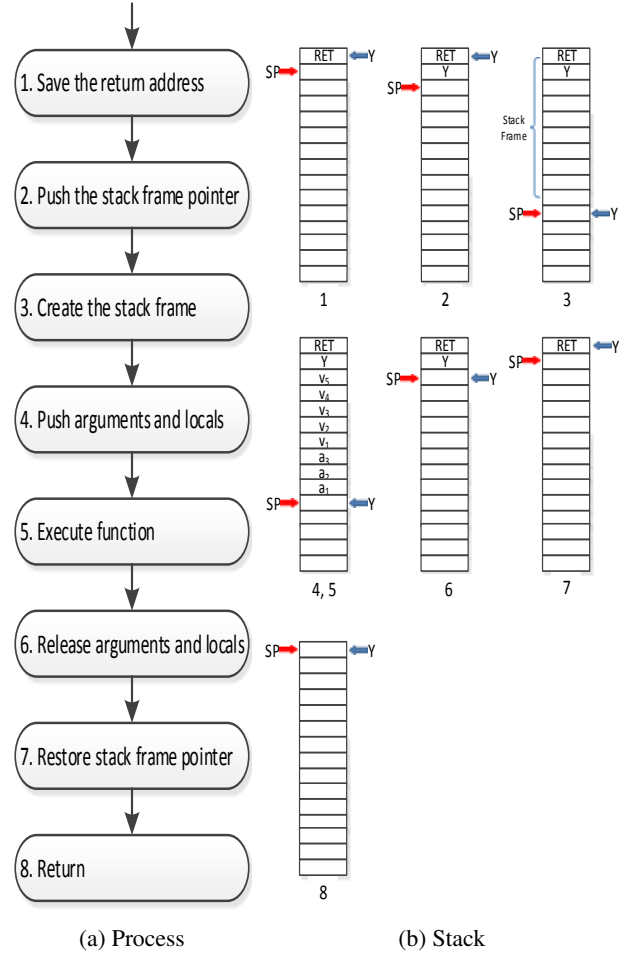 1. Save the return address
2. Push the stack frame pointer
3. Create the stack frame
4. Push arguments and locals
5. Execute function
6. Release arguments and locals
7. Restore stack frame pointer
8. Return
(a) Process
RET
Y
SP
1
RET
Y
Y
SP
2
RET
Y
Stack
Frame
SP
Y
3
RET
Y
v₅
v₄
v₃
v₂
v₁
a₃
a₂
a₁
SP
Y
4, 5
RET
Y
SP
Y
6
RET
Y
SP
7
SP
Y
8
(b) Stack